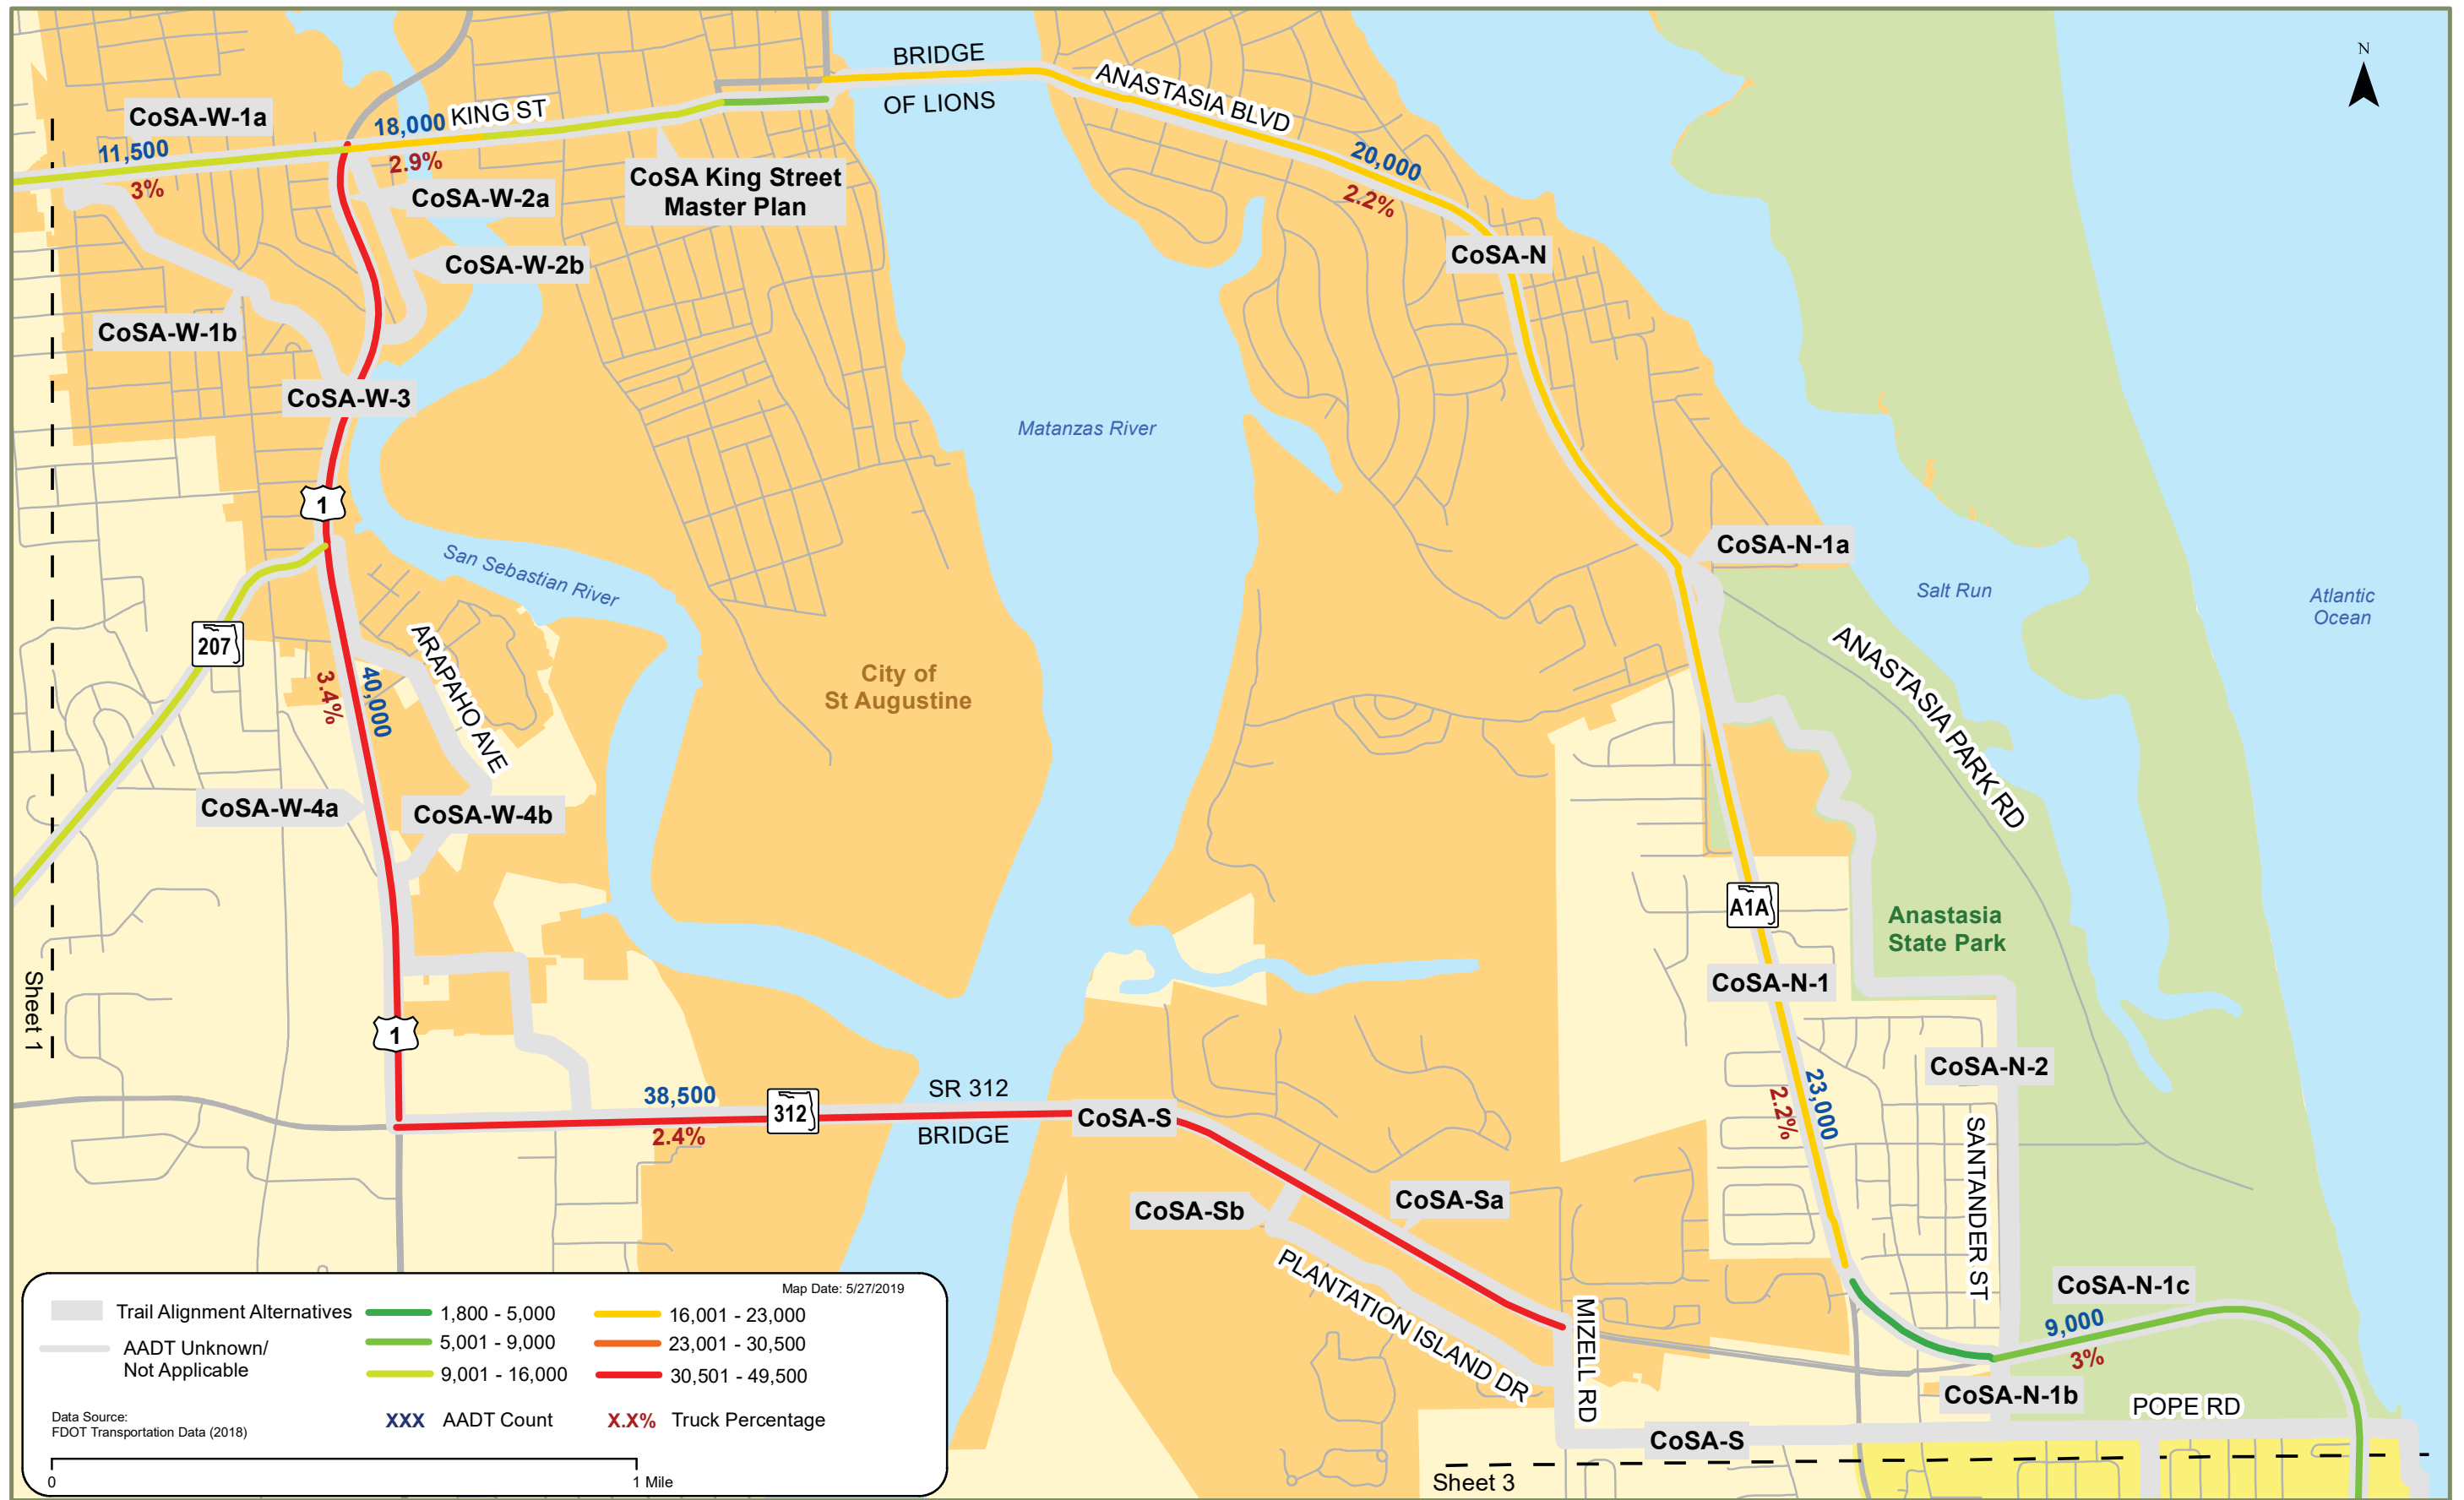 BRIDGE
OF LIONS
ANASTASIA BLVD
N
CoSA-W-1a
18,000
KING ST
11,500
3%
2.9%
CoSA-W-2a
CoSA King Street
Master Plan
20,000
2.2%
CoSA-N
CoSA-W-2b
CoSA-W-1b
CoSA-W-3
Matanzas River
1
San Sebastian River
CoSA-N-1a
Salt Run
Atlantic
Ocean
207
ARAPAHO AVE
3.4%
40,000
City of
St Augustine
ANASTASIA PARK RD
CoSA-W-4a
CoSA-W-4b
A1A
Anastasia
State Park
CoSA-N-1
Sheet 1
1
CoSA-N-2
38,500
2.4%
312
SR 312
BRIDGE
CoSA-S
23,000
2.2%
SANTANDER ST
CoSA-Sb
CoSA-Sa
PLANTATION ISLAND DR
MIZELL RD
CoSA-N-1c
9,000
3%
CoSA-N-1b
POPE RD
CoSA-S
Sheet 3
Map Date: 5/27/2019
Trail Alignment Alternatives
AADT Unknown/
Not Applicable
1,800 - 5,000
5,001 - 9,000
9,001 - 16,000
16,001 - 23,000
23,001 - 30,500
30,501 - 49,500
XXX AADT Count
X.X% Truck Percentage
Data Source:
FDOT Transportation Data (2018)
0
1 Mile